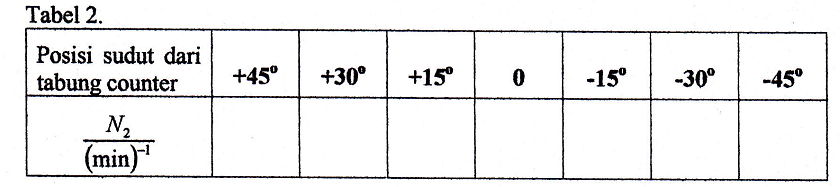 Tabel 2.
Posisi sudut dari tabung counter +45° +30° +15° 0 -15° -30° -45°
N₂
(min)⁻¹